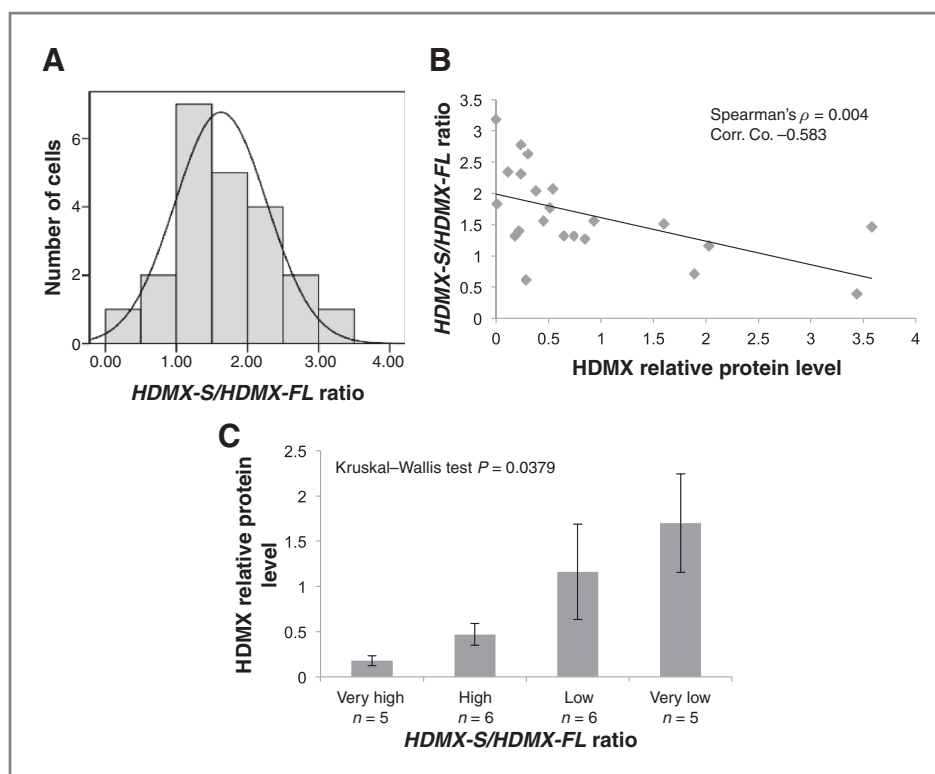 A
Number of cells
6
4
2
0
0.00 1.00 2.00 3.00 4.00
HDMX-S/HDMX-FL ratio
B
HDMX-S/HDMX-FL ratio
3.5
3
2.5
2
1.5
1
0.5
0
Spearman's ρ = 0.004
Corr. Co. –0.583
0 0.5 1 1.5 2 2.5 3 3.5 4
HDMX relative protein level
C
HDMX relative protein
level
2.5
2
1.5
1
0.5
0
Kruskal–Wallis test P = 0.0379
Very high High Low Very low
n = 5 n = 6 n = 6 n = 5
HDMX-S/HDMX-FL ratio